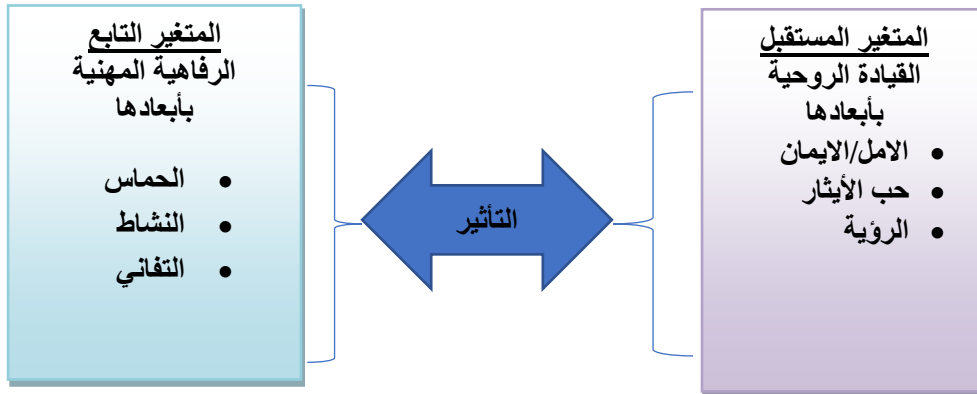 المتغير المستقبل
القيادة الروحية
بأبعادها
• الامل/الايمان
• حب الأيثار
• الرؤية
التأثير
المتغير التابع
الرفاهية المهنية
بأبعادها
• الحماس
• النشاط
• التفاني